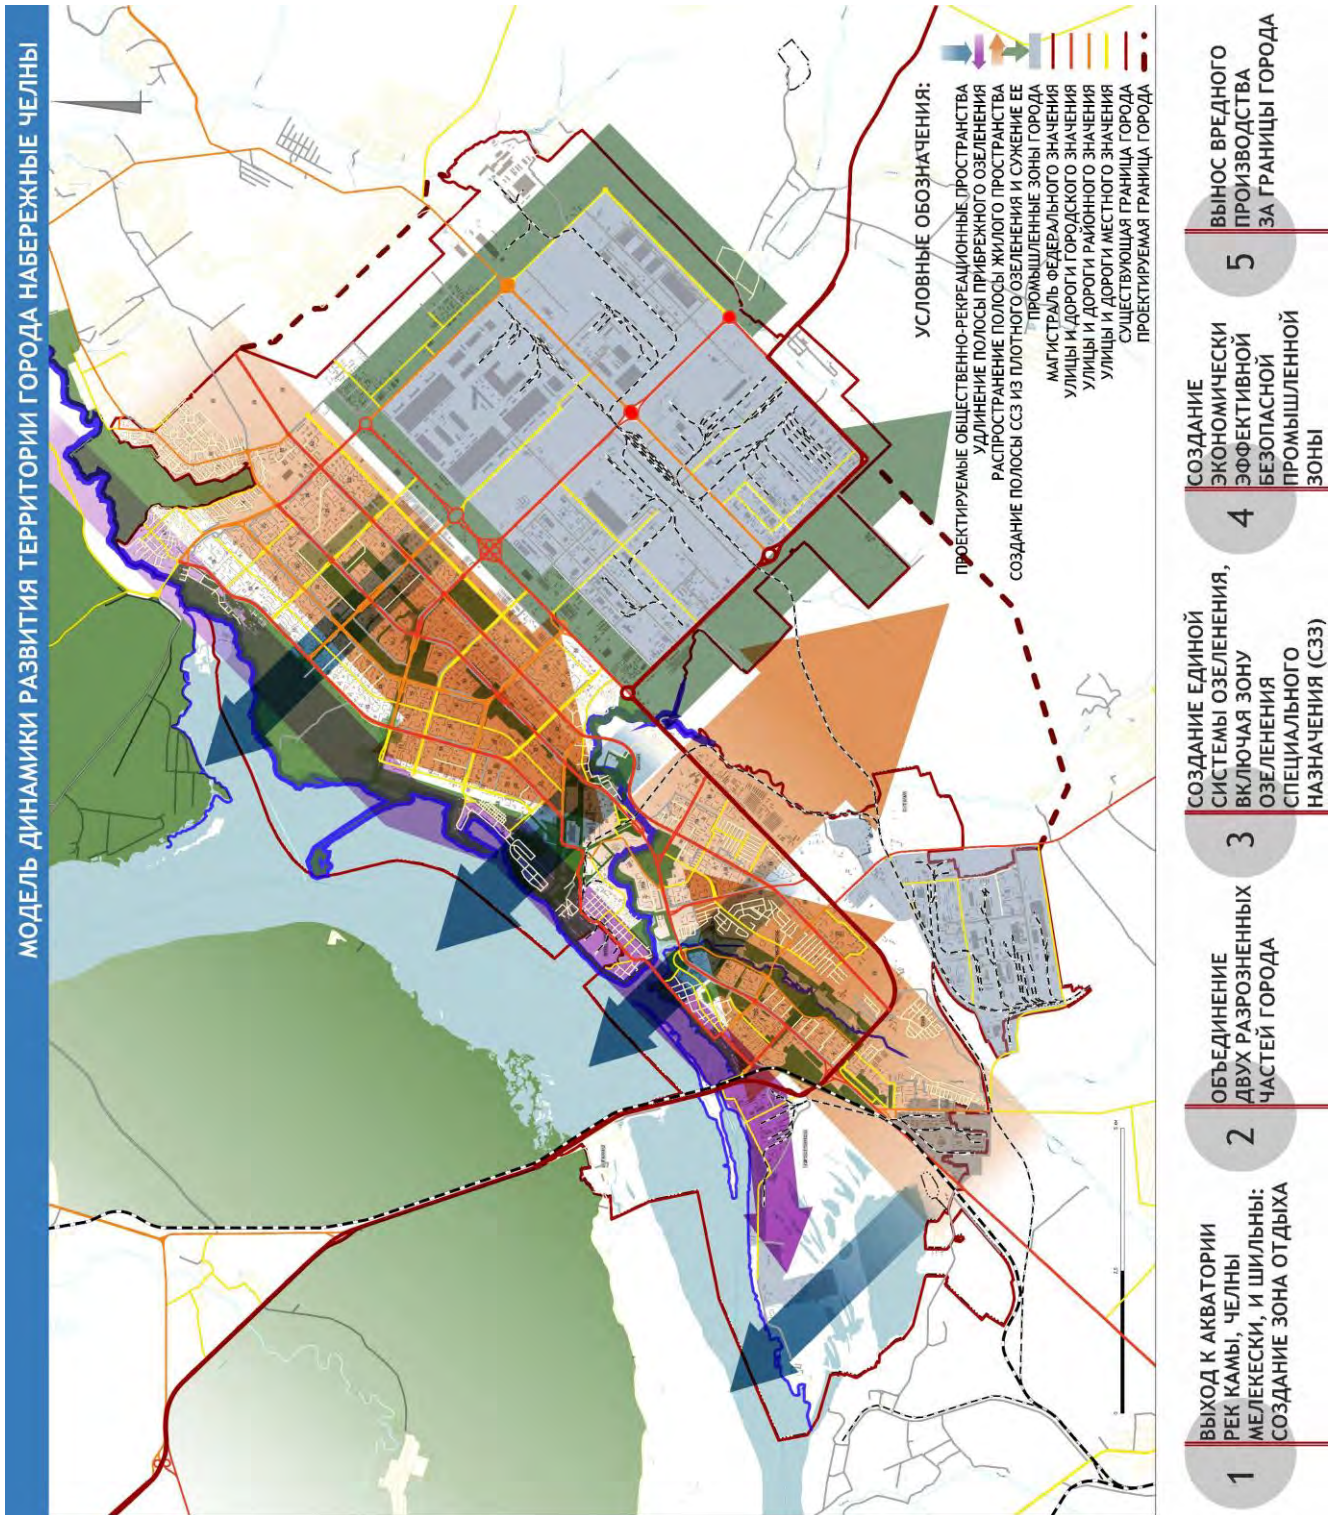 МОДЕЛЬ ДИНАМИКИ РАЗВИТИЯ ТЕРРИТОРИИ ГОРОДА НАБЕРЕЖНЫЕ ЧЕЛНЫ
УСЛОВНЫЕ ОБОЗНАЧЕНИЯ:
ПРОЕКТИРУЕМЫЕ ОБЩЕСТВЕННО-РЕКРЕАЦИОННЫЕ ПРОСТРАНСТВА
УДЛИНЕНИЕ ПОЛОСЫ ПРИБРЕЖНОГО ОЗЕЛЕНЕНИЯ
РАСПРОСТРАНЕНИЕ ПОЛОСЫ ЖИЛОГО ПРОСТРАНСТВА
СОЗДАНИЕ ПОЛОСЫ ССЗ ИЗ ПЛОТНОГО ОЗЕЛЕНЕНИЯ И СУЖЕНИЕ ЕЕ
ПРОМЫШЛЕННЫЕ ЗОНЫ ГОРОДА
МАГИСТРАЛЬ ФЕДЕРАЛЬНОГО ЗНАЧЕНИЯ
УЛИЦЫ И ДОРОГИ ГОРОДСКОГО ЗНАЧЕНИЯ
УЛИЦЫ И ДОРОГИ РАЙОННОГО ЗНАЧЕНИЯ
УЛИЦЫ И ДОРОГИ МЕСТНОГО ЗНАЧЕНИЯ
СУЩЕСТВУЮЩАЯ ГРАНИЦА ГОРОДА
ПРОЕКТИРУЕМАЯ ГРАНИЦА ГОРОДА
1
ВЫХОД К АКВАТОРИИ
РЕК КАМЫ, ЧЕЛНЫ
МЕЛЕКЕСКИ, И ШИЛЬНЫ:
СОЗДАНИЕ ЗОНА ОТДЫХА
2
ОБЪЕДИНЕНИЕ
ДВУХ РАЗРОЗНЕННЫХ
ЧАСТЕЙ ГОРОДА
3
СОЗДАНИЕ ЕДИНОЙ
СИСТЕМЫ ОЗЕЛЕНЕНИЯ,
ВКЛЮЧАЯ ЗОНУ
ОЗЕЛЕНЕНИЯ
СПЕЦИАЛЬНОГО
НАЗНАЧЕНИЯ (СЗЗ)
4
СОЗДАНИЕ
ЭКОНОМИЧЕСКИ
ЭФФЕКТИВНОЙ
БЕЗОПАСНОЙ
ПРОМЫШЛЕННОЙ
ЗОНЫ
5
ВЫНОС ВРЕДНОГО
ПРОИЗВОДСТВА
ЗА ГРАНИЦЫ ГОРОДА